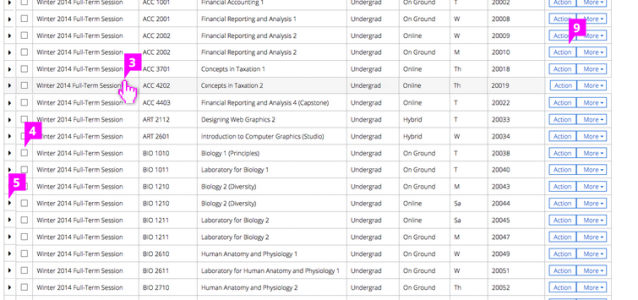 Winter 2014 Full-Term Session ACC 1001 Financial Accounting 1 Undergrad On Ground T 20002 Action More
Winter 2014 Full-Term Session ACC 2001 Financial Reporting and Analysis 1 Undergrad On Ground W 20008 Action More
9
Winter 2014 Full-Term Session ACC 2002 Financial Reporting and Analysis 2 Undergrad Online W 20009 Action More
Winter 2014 Full-Term Session ACC 2002 Financial Reporting and Analysis 2 Undergrad On Ground M 20010 Action More
3
Winter 2014 Full-Term Session ACC 3701 Concepts in Taxation 1 Undergrad Online Th 20018 Action More
Winter 2014 Full-Term Session ACC 4202 Concepts in Taxation 2 Undergrad Online Th 20019 Action More
Winter 2014 Full-Term Session ACC 4403 Financial Reporting and Analysis 4 (Capstone) Undergrad Online T 20022 Action More
Winter 2014 Full-Term Session ART 2112 Designing Web Graphics 2 Undergrad Hybrid T 20033 Action More
4
Winter 2014 Full-Term Session ART 2601 Introduction to Computer Graphics (Studio) Undergrad Hybrid W 20034 Action More
Winter 2014 Full-Term Session BIO 1010 Biology 1 (Principles) Undergrad On Ground T 20038 Action More
Winter 2014 Full-Term Session BIO 1011 Laboratory for Biology 1 Undergrad On Ground T 20040 Action More
5
Winter 2014 Full-Term Session BIO 1210 Biology 2 (Diversity) Undergrad On Ground M 20043 Action More
Winter 2014 Full-Term Session BIO 1210 Biology 2 (Diversity) Undergrad Online Sa 20044 Action More
Winter 2014 Full-Term Session BIO 1211 Laboratory for Biology 2 Undergrad Online Sa 20045 Action More
Winter 2014 Full-Term Session BIO 1211 Laboratory for Biology 2 Undergrad On Ground M 20047 Action More
Winter 2014 Full-Term Session BIO 2610 Human Anatomy and Physiology 1 Undergrad On Ground W 20049 Action More
Winter 2014 Full-Term Session BIO 2611 Laboratory for Human Anatomy and Physiology 1 Undergrad On Ground W 20051 Action More
Winter 2014 Full-Term Session BIO 2710 Human Anatomy and Physiology 2 Undergrad On Ground Th 20052 Action More